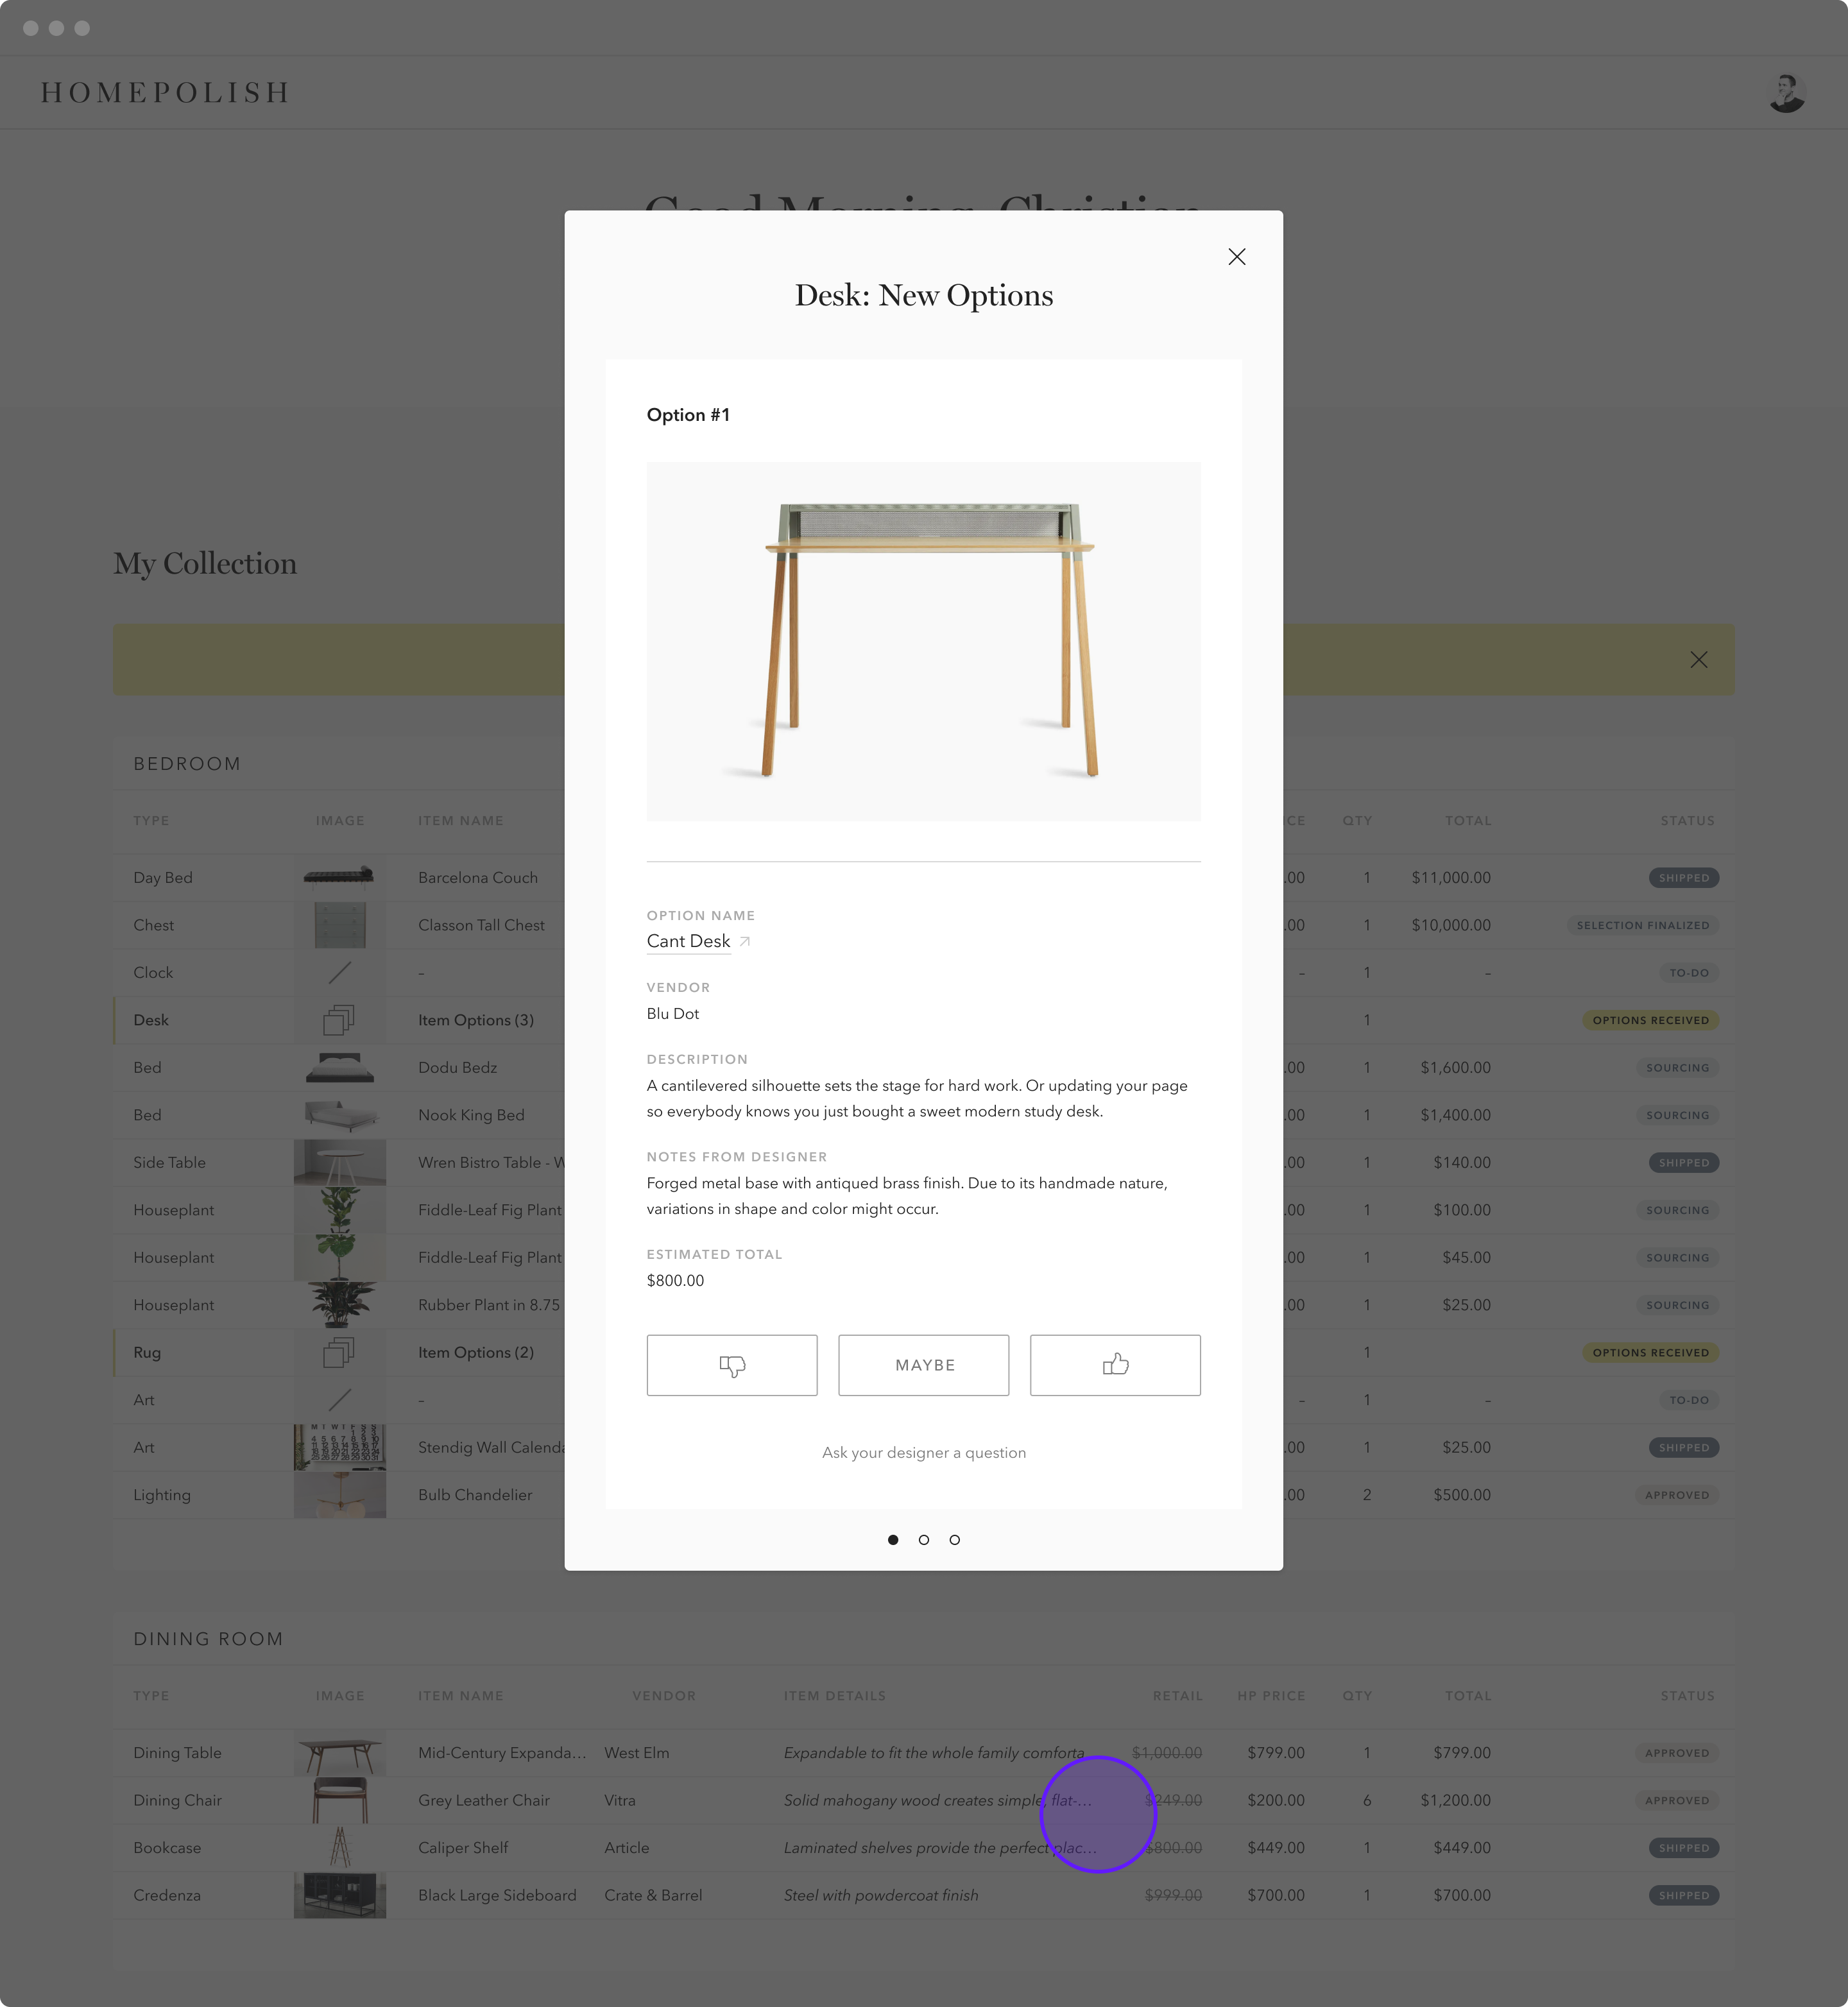 HOMEPOLISH
Good Morning, Christian
Desk: New Options
Option #1
My Collection
BEDROOM
TYPE IMAGE ITEM NAME CE QTY TOTAL STATUS
Day Bed Barcelona Couch .00 1 $11,000.00 SHIPPED
Chest Classon Tall Chest .00 1 $10,000.00 SELECTION FINALIZED
Clock – – 1 – TO-DO
Desk Item Options (3) 1 OPTIONS RECEIVED
Bed Dodu Bedz .00 1 $1,600.00 SOURCING
Bed Nook King Bed .00 1 $1,400.00 SOURCING
Side Table Wren Bistro Table - W .00 1 $140.00 SHIPPED
Houseplant Fiddle-Leaf Fig Plant .00 1 $100.00 SOURCING
Houseplant Fiddle-Leaf Fig Plant .00 1 $45.00 SOURCING
Houseplant Rubber Plant in 8.75 .00 1 $25.00 SOURCING
Rug Item Options (2) 1 OPTIONS RECEIVED
Art – – 1 – TO-DO
Art Stendig Wall Calenda .00 1 $25.00 SHIPPED
Lighting Bulb Chandelier .00 2 $500.00 APPROVED
OPTION NAME
Cant Desk
VENDOR
Blu Dot
DESCRIPTION
A cantilevered silhouette sets the stage for hard work. Or updating your page
so everybody knows you just bought a sweet modern study desk.
NOTES FROM DESIGNER
Forged metal base with antiqued brass finish. Due to its handmade nature,
variations in shape and color might occur.
ESTIMATED TOTAL
$800.00
MAYBE
Ask your designer a question
DINING ROOM
TYPE IMAGE ITEM NAME VENDOR ITEM DETAILS RETAIL HP PRICE QTY TOTAL STATUS
Dining Table Mid-Century Expanda... West Elm Expandable to fit the whole family comforta... $1,000.00 $799.00 1 $799.00 APPROVED
Dining Chair Grey Leather Chair Vitra Solid mahogany wood creates simple, flat-... $249.00 $200.00 6 $1,200.00 APPROVED
Bookcase Caliper Shelf Article Laminated shelves provide the perfect plac... $800.00 $449.00 1 $449.00 SHIPPED
Credenza Black Large Sideboard Crate & Barrel Steel with powdercoat finish $999.00 $700.00 1 $700.00 SHIPPED